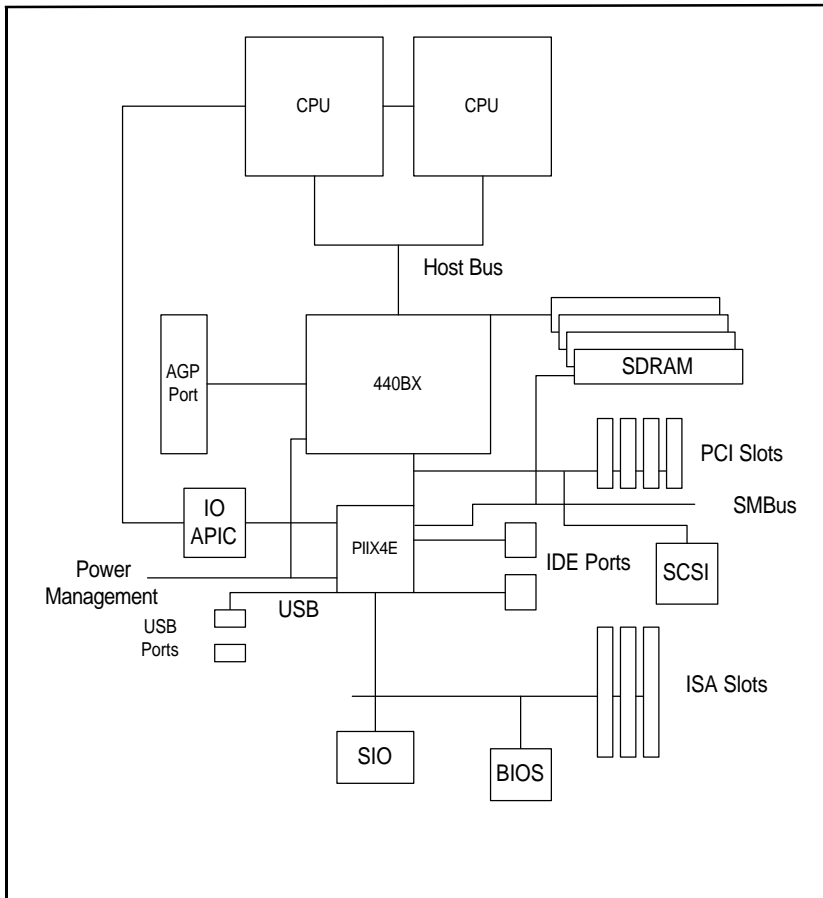 CPU
CPU
Host Bus
AGP
Port
440BX
SDRAM
PCI Slots
SMBus
IO
APIC
PIIX4E
IDE Ports
SCSI
Power
Management
USB
USB
Ports
ISA Slots
SIO
BIOS